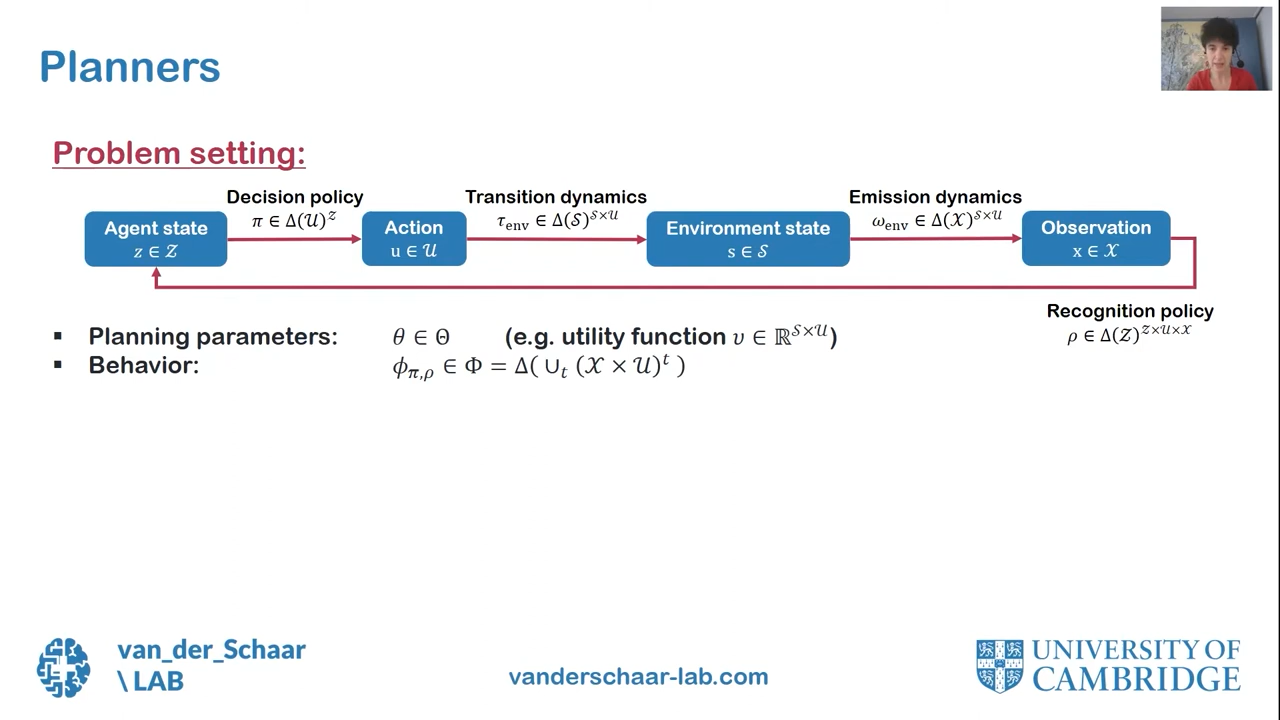 Planners
Problem setting:
Decision policy
π ∈ Δ(𝒰)^𝒵
Transition dynamics
τ_env ∈ Δ(𝒮)^{𝒮×𝒰}
Emission dynamics
ω_env ∈ Δ(𝒳)^{𝒮×𝒰}
Agent state
z ∈ 𝒵
Action
u ∈ 𝒰
Environment state
s ∈ 𝒮
Observation
x ∈ 𝒳
Recognition policy
ρ ∈ Δ(𝒵)^{𝒵×𝒰×𝒳}
▪ Planning parameters: θ ∈ Θ (e.g. utility function υ ∈ ℝ^{𝒮×𝒰})
▪ Behavior: ϕ_{π,ρ} ∈ Φ = Δ( ∪_t (𝒳 × 𝒰)^t )
van_der_Schaar
\ LAB
vanderschaar-lab.com
UNIVERSITY OF
CAMBRIDGE